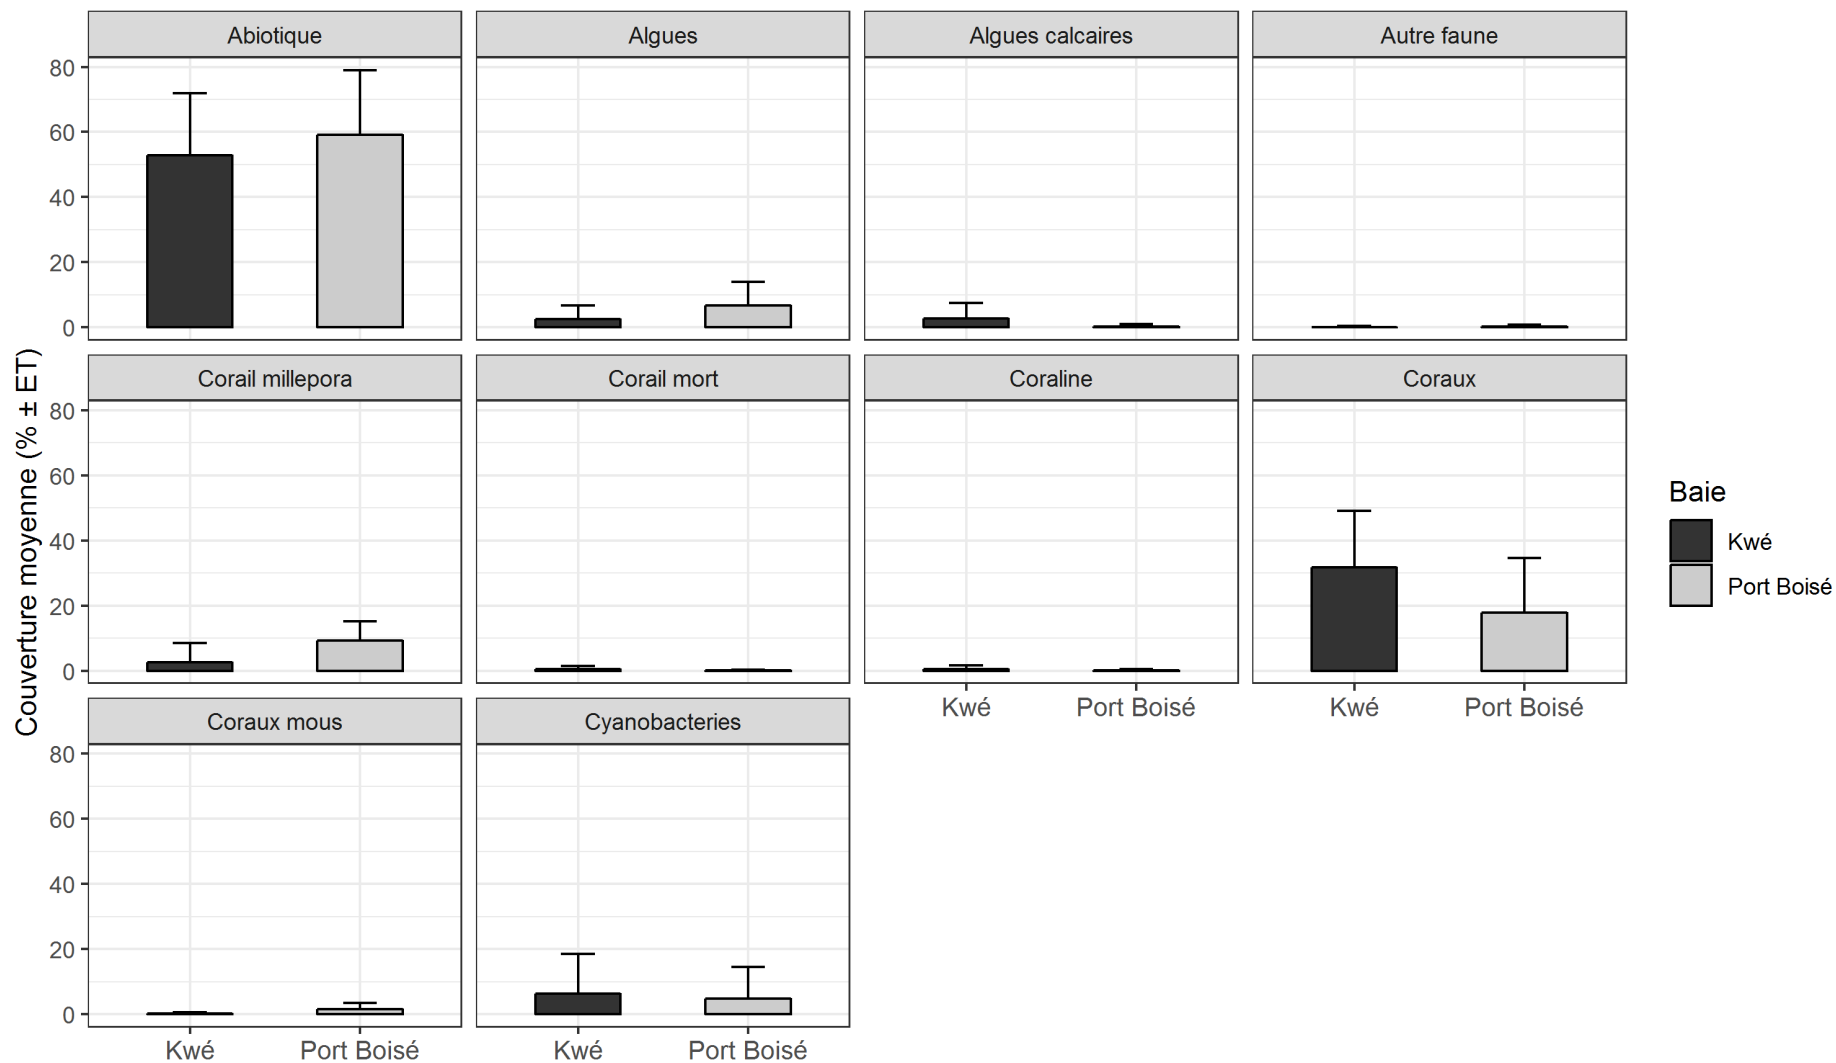 Abiotique
Algues
Algues calcaires
Autre faune
80
60
40
20
0
Corail millepora
Corail mort
Coraline
Coraux
80
60
40
20
0
Kwé
Port Boisé
Kwé
Port Boisé
Coraux mous
Cyanobacteries
80
60
40
20
0
Kwé
Port Boisé
Kwé
Port Boisé
Couverture moyenne (% ± ET)
Baie
Kwé
Port Boisé